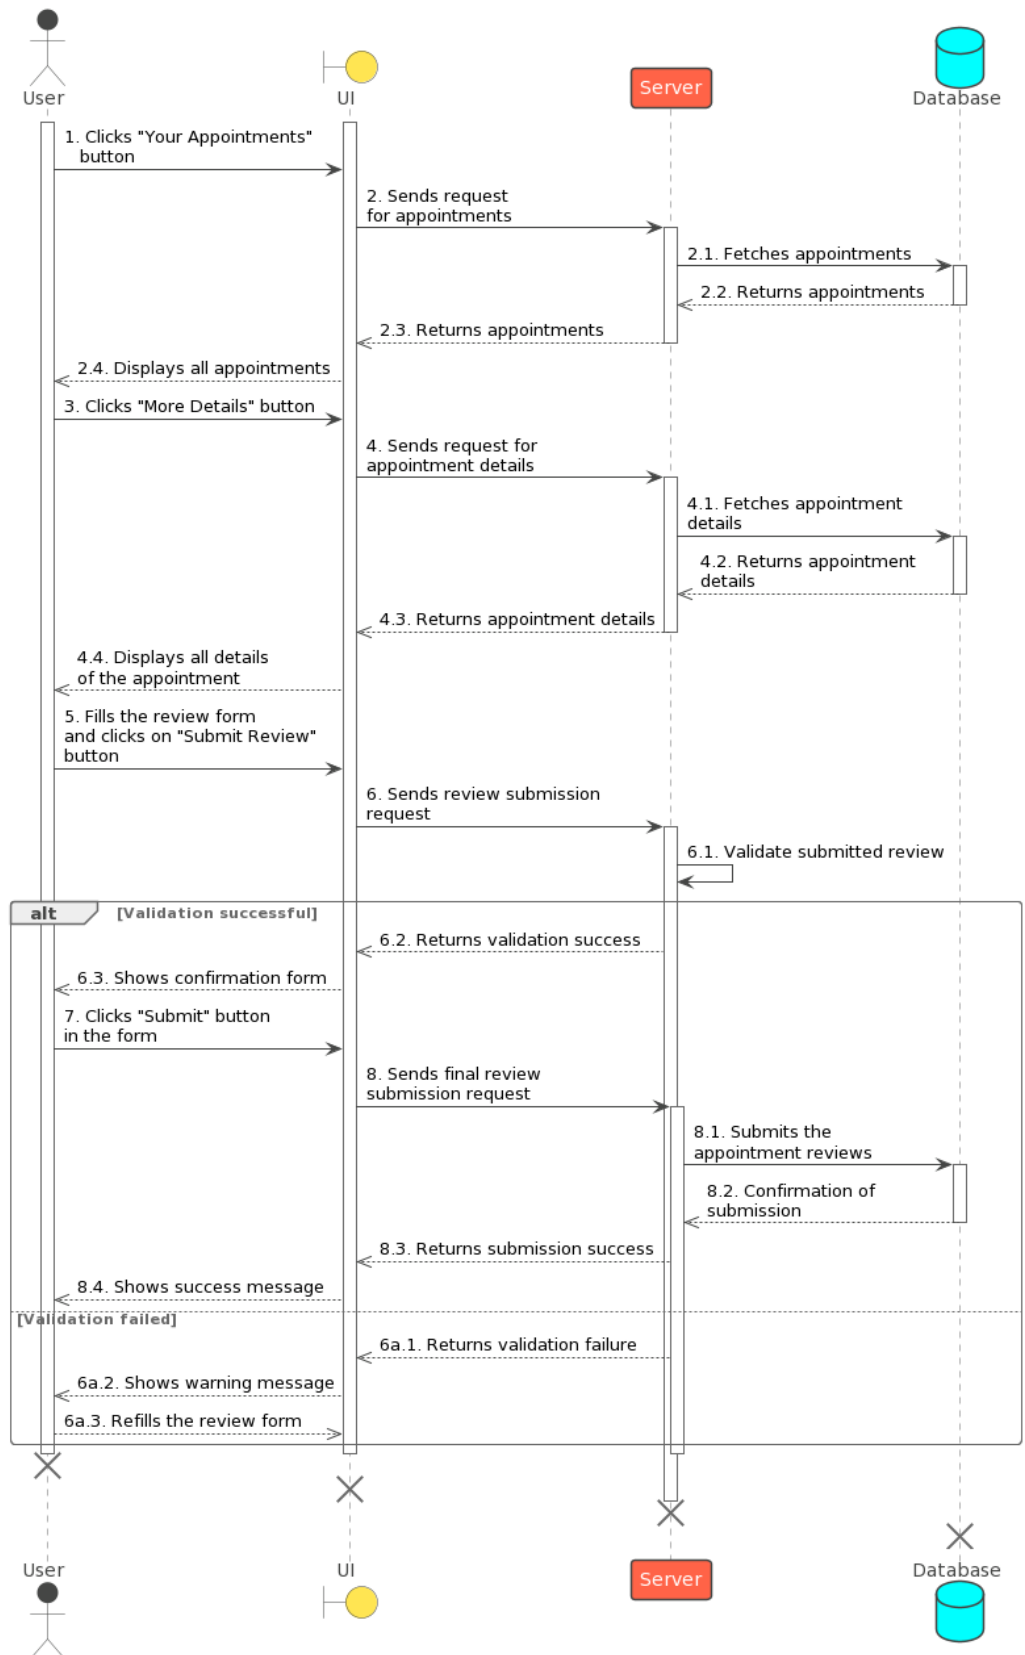 User
UI
Server
Database
1. Clicks "Your Appointments"
button
2. Sends request
for appointments
2.1. Fetches appointments
2.2. Returns appointments
2.3. Returns appointments
2.4. Displays all appointments
3. Clicks "More Details" button
4. Sends request for
appointment details
4.1. Fetches appointment
details
4.2. Returns appointment
details
4.3. Returns appointment details
4.4. Displays all details
of the appointment
5. Fills the review form
and clicks on "Submit Review"
button
6. Sends review submission
request
6.1. Validate submitted review
alt [Validation successful]
6.2. Returns validation success
6.3. Shows confirmation form
7. Clicks "Submit" button
in the form
8. Sends final review
submission request
8.1. Submits the
appointment reviews
8.2. Confirmation of
submission
8.3. Returns submission success
8.4. Shows success message
[Validation failed]
6a.1. Returns validation failure
6a.2. Shows warning message
6a.3. Refills the review form
User
UI
Server
Database